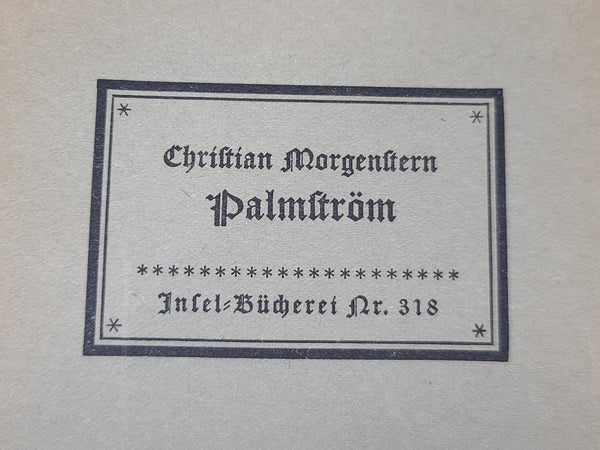 Chriſtian Morgenſtern
Palmſtröm
*********************
Inſel-Bücherei Nr. 318